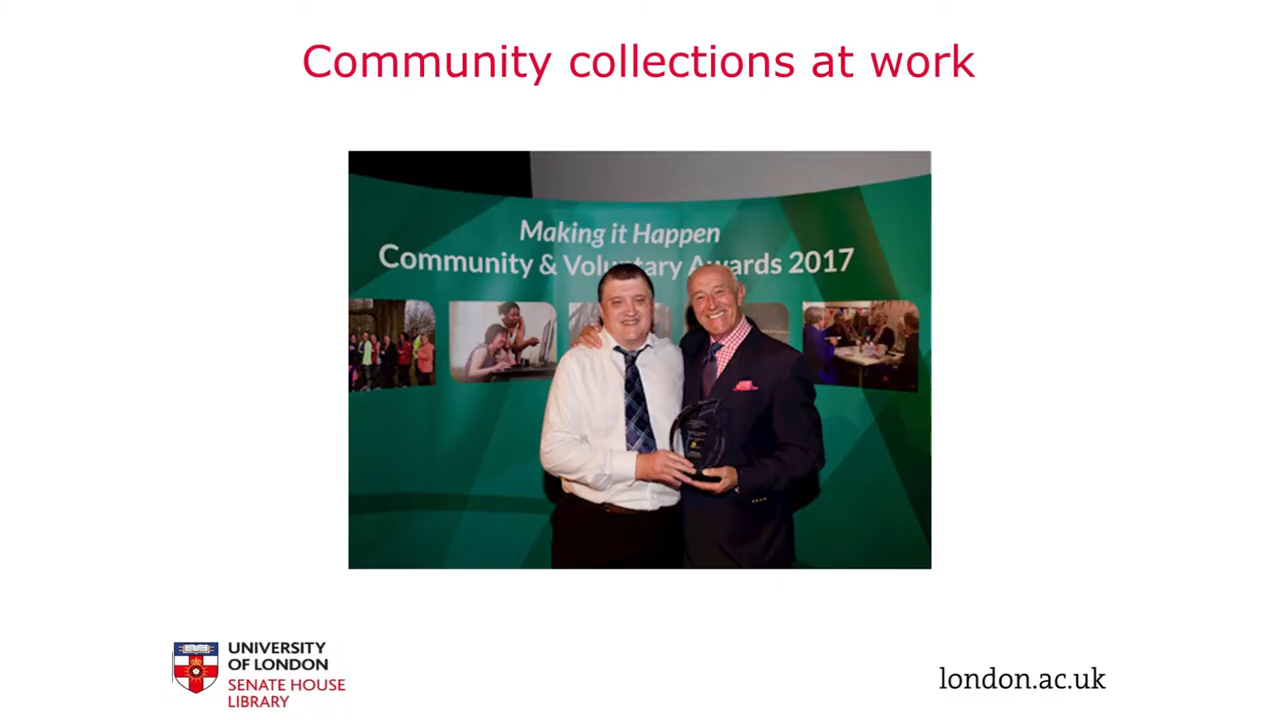 Community collections at work
Making it Happen
Community & Voluntary Awards 2017
UNIVERSITY
OF LONDON
SENATE HOUSE
LIBRARY
london.ac.uk